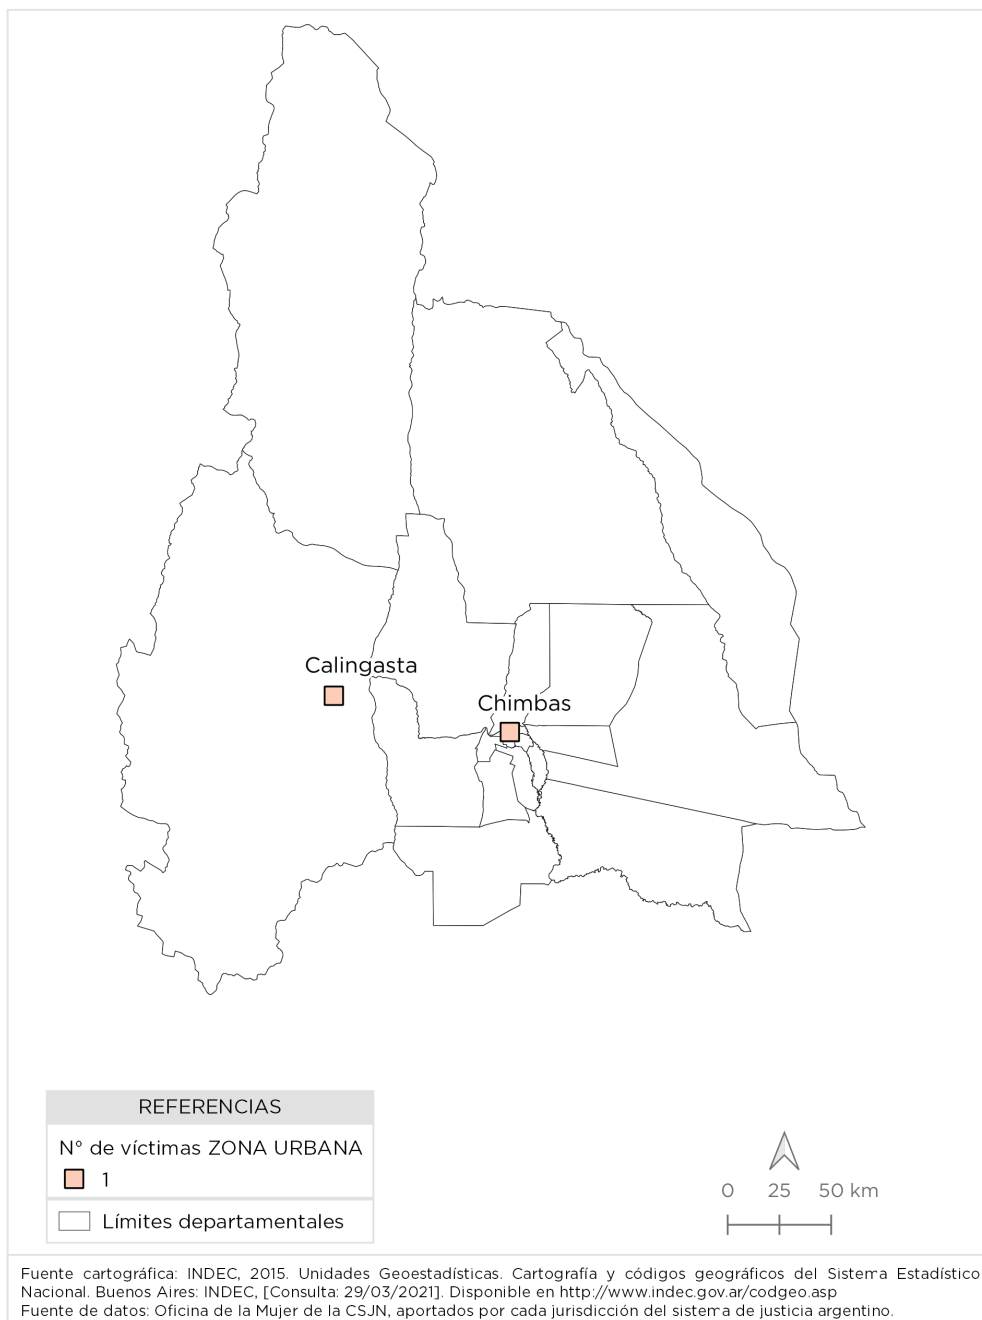 Calingasta
Chimbas
REFERENCIAS
N° de víctimas ZONA URBANA
1
Límites departamentales
0 25 50 km
Fuente cartográfica: INDEC, 2015. Unidades Geoestadísticas. Cartografía y códigos geográficos del Sistema Estadístico
Nacional. Buenos Aires: INDEC, [Consulta: 29/03/2021]. Disponible en http://www.indec.gov.ar/codgeo.asp
Fuente de datos: Oficina de la Mujer de la CSJN, aportados por cada jurisdicción del sistema de justicia argentino.